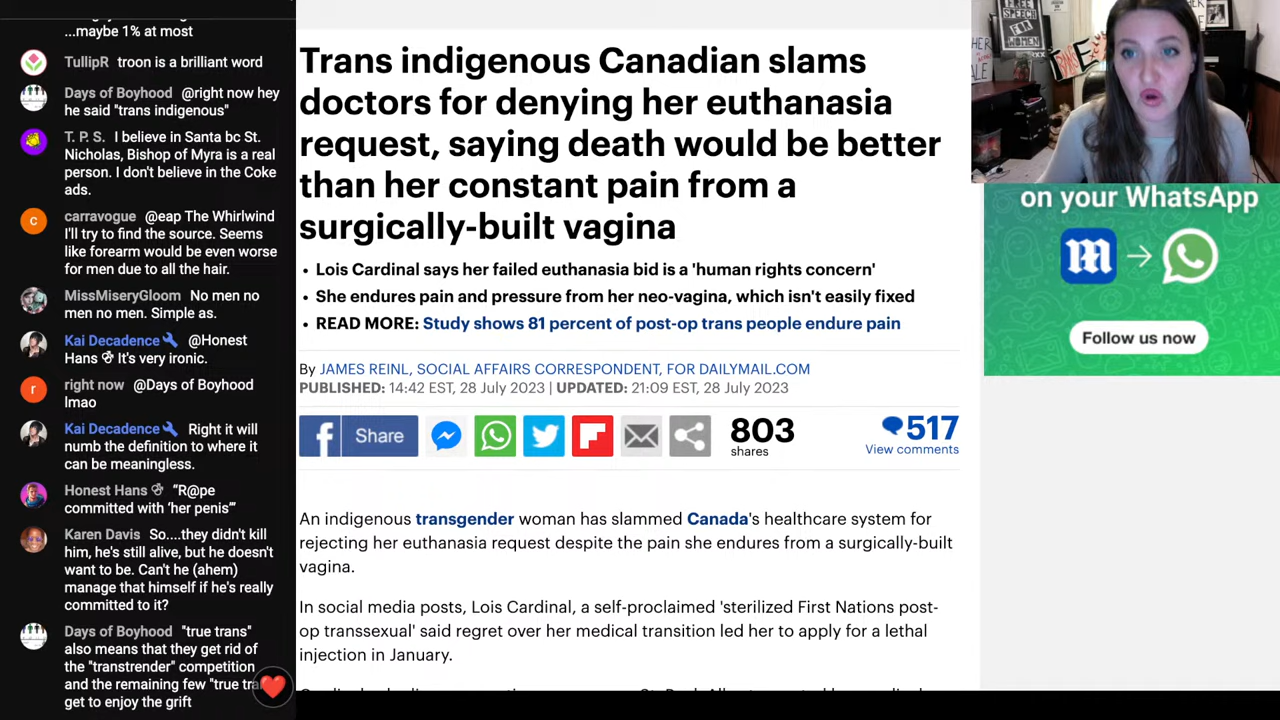 ...maybe 1% at most
TullipR troon is a brilliant word
Days of Boyhood @right now hey
he said "trans indigenous"
T. P. S. I believe in Santa bc St.
Nicholas, Bishop of Myra is a real
person. I don't believe in the Coke
ads.
carravogue @eap The Whirlwind
I'll try to find the source. Seems
like forearm would be even worse
for men due to all the hair.
MissMiseryGloom No men no
men no men. Simple as.
Kai Decadence @Honest
Hans It's very ironic.
right now @Days of Boyhood
lmao
Kai Decadence Right it will
numb the definition to where it
can be meaningless.
Honest Hans "R@pe
committed with 'her penis'"
Karen Davis So....they didn't kill
him, he's still alive, but he doesn't
want to be. Can't he (ahem)
manage that himself if he's really
committed to it?
Days of Boyhood "true trans"
also means that they get rid of
the "transtrender" competition
and the remaining few "true
get to enjoy the grift
Trans indigenous Canadian slams
doctors for denying her euthanasia
request, saying death would be better
than her constant pain from a
surgically-built vagina
• Lois Cardinal says her failed euthanasia bid is a 'human rights concern'
• She endures pain and pressure from her neo-vagina, which isn't easily fixed
• READ MORE: Study shows 81 percent of post-op trans people endure pain
By JAMES REINL, SOCIAL AFFAIRS CORRESPONDENT, FOR DAILYMAIL.COM
PUBLISHED: 14:42 EST, 28 July 2023 | UPDATED: 21:09 EST, 28 July 2023
Share
803
shares
517
View comments
An indigenous transgender woman has slammed Canada's healthcare system for
rejecting her euthanasia request despite the pain she endures from a surgically-built
vagina.
In social media posts, Lois Cardinal, a self-proclaimed 'sterilized First Nations post-
op transsexual' said regret over her medical transition led her to apply for a lethal
injection in January.
FREE
SPEECH
FOR
WOMEN
on your WhatsApp
Follow us now